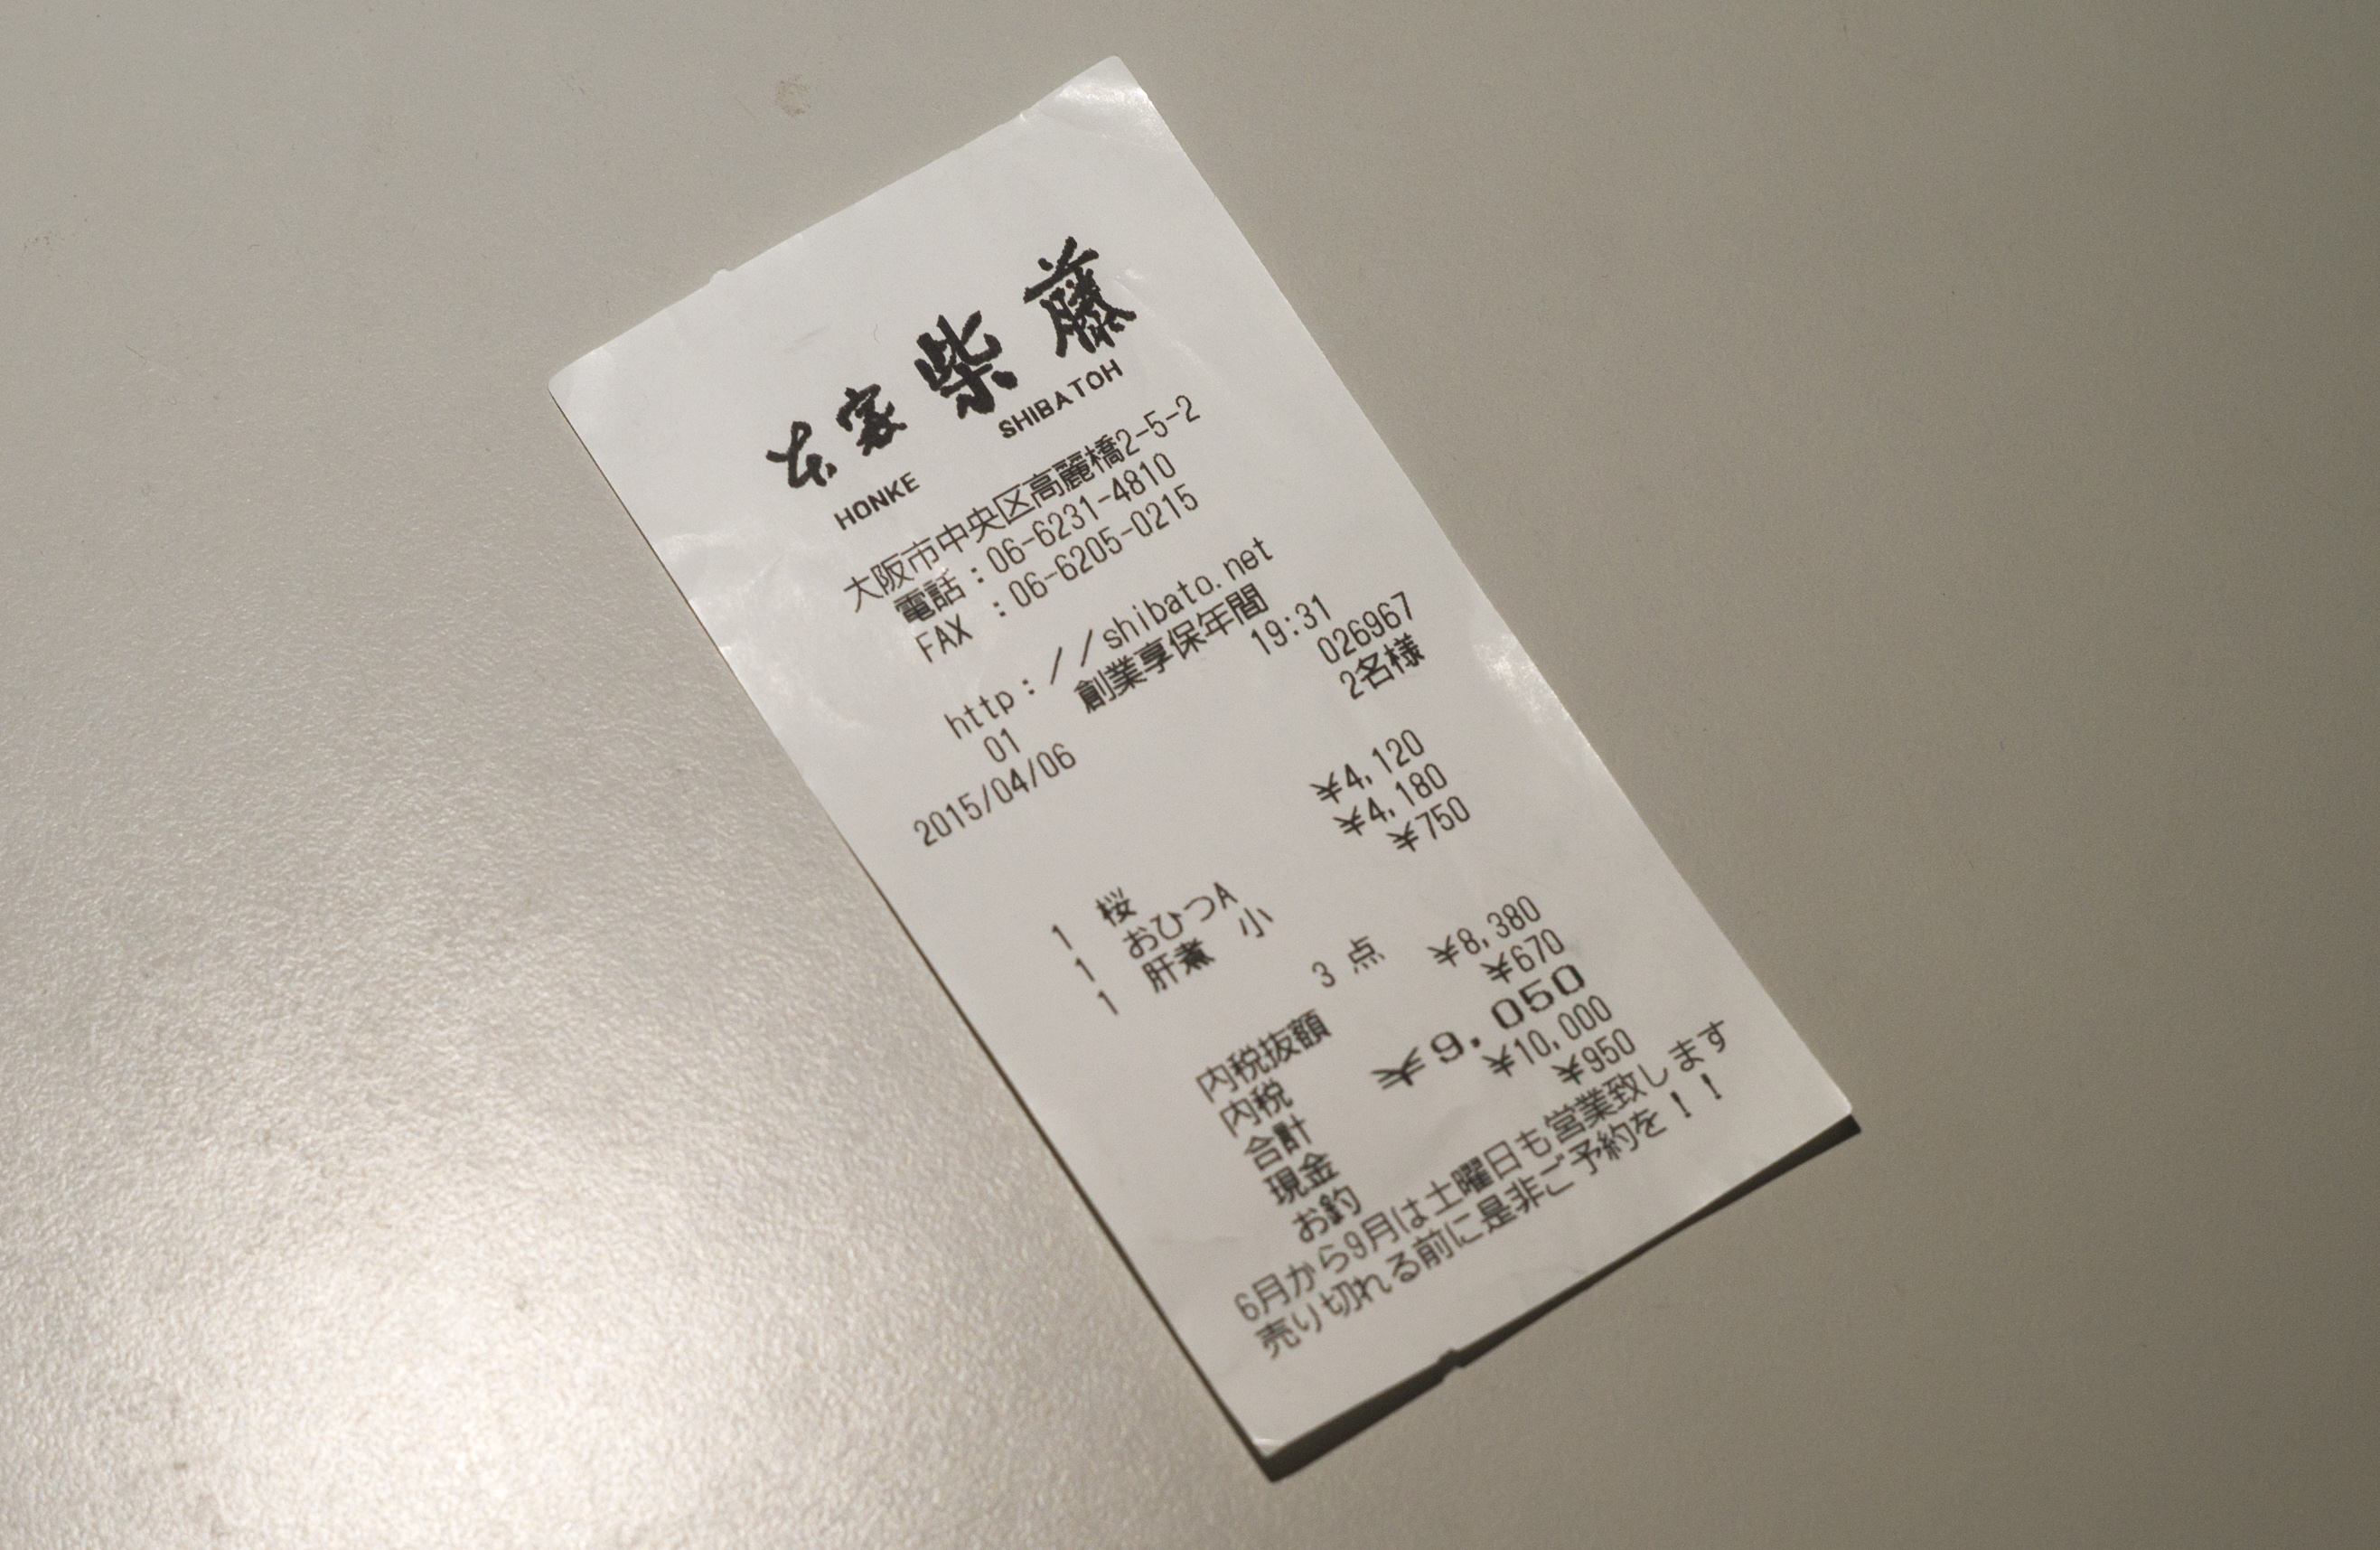 本家柴藤
HONKE SHIBATOH
大阪市中央区高麗橋2-5-2
電話：06-6231-4810
FAX ：06-6205-0215
http：//shibato.net
01 創業享保年間
2015/04/06 19:31
026967
2名様
1 桜 ¥4,120
1 おひつA ¥4,180
1 肝煮 小 ¥750
3 点
内税抜額 ¥8,380
内税 ¥670
合計 ¥9,050
現金 ¥10,000
お釣 ¥950
6月から9月は土曜日も営業致します
売り切れる前に是非ご予約を！！